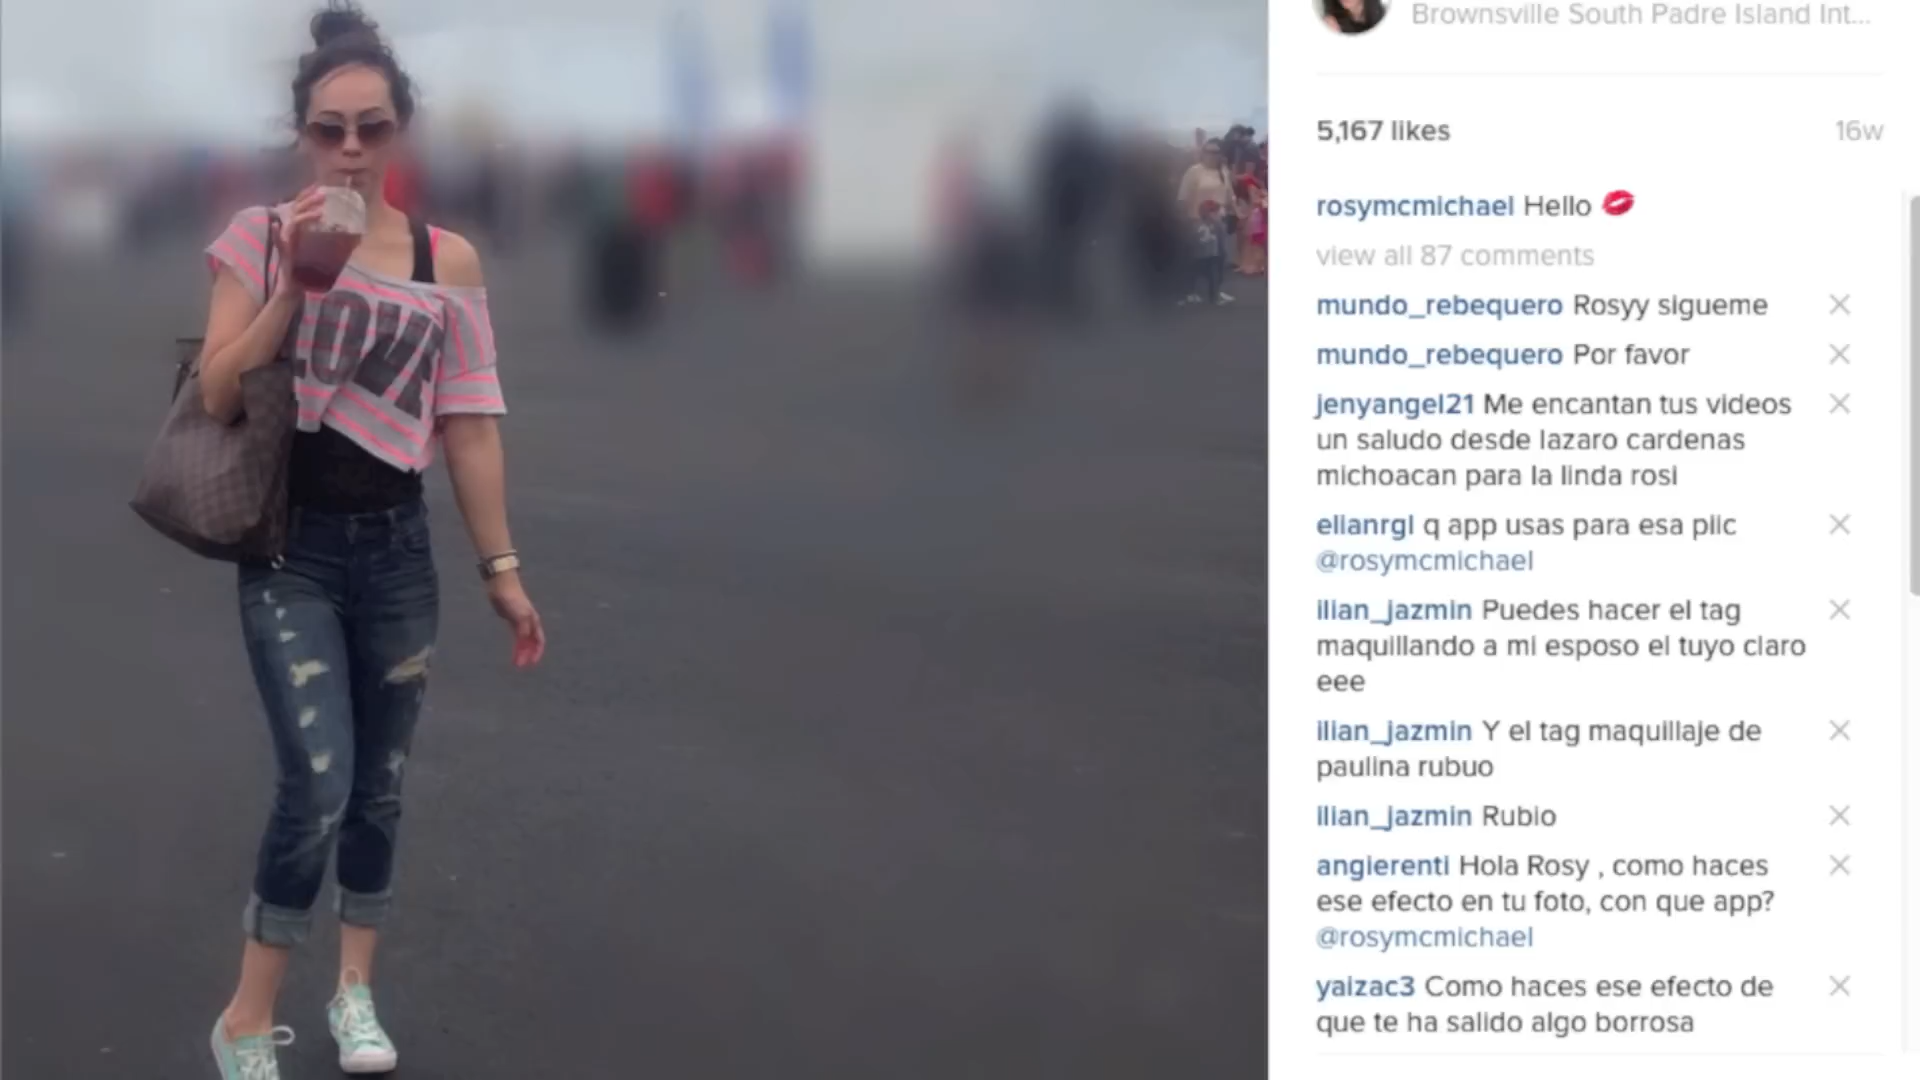 LOVE
Brownsville South Padre Island Int...
5,167 likes
16w
rosymcmichael Hello 💋
view all 87 comments
mundo_rebequero Rosyy sigueme
mundo_rebequero Por favor
jenyangel21 Me encantan tus videos
un saludo desde lazaro cardenas
michoacan para la linda rosi
elianrgl q app usas para esa piic
@rosymcmichael
ilian_jazmin Puedes hacer el tag
maquillando a mi esposo el tuyo claro
eee
ilian_jazmin Y el tag maquillaje de
paulina rubuo
ilian_jazmin Rubio
angierenti Hola Rosy , como haces
ese efecto en tu foto, con que app?
@rosymcmichael
yaizac3 Como haces ese efecto de
que te ha salido algo borrosa